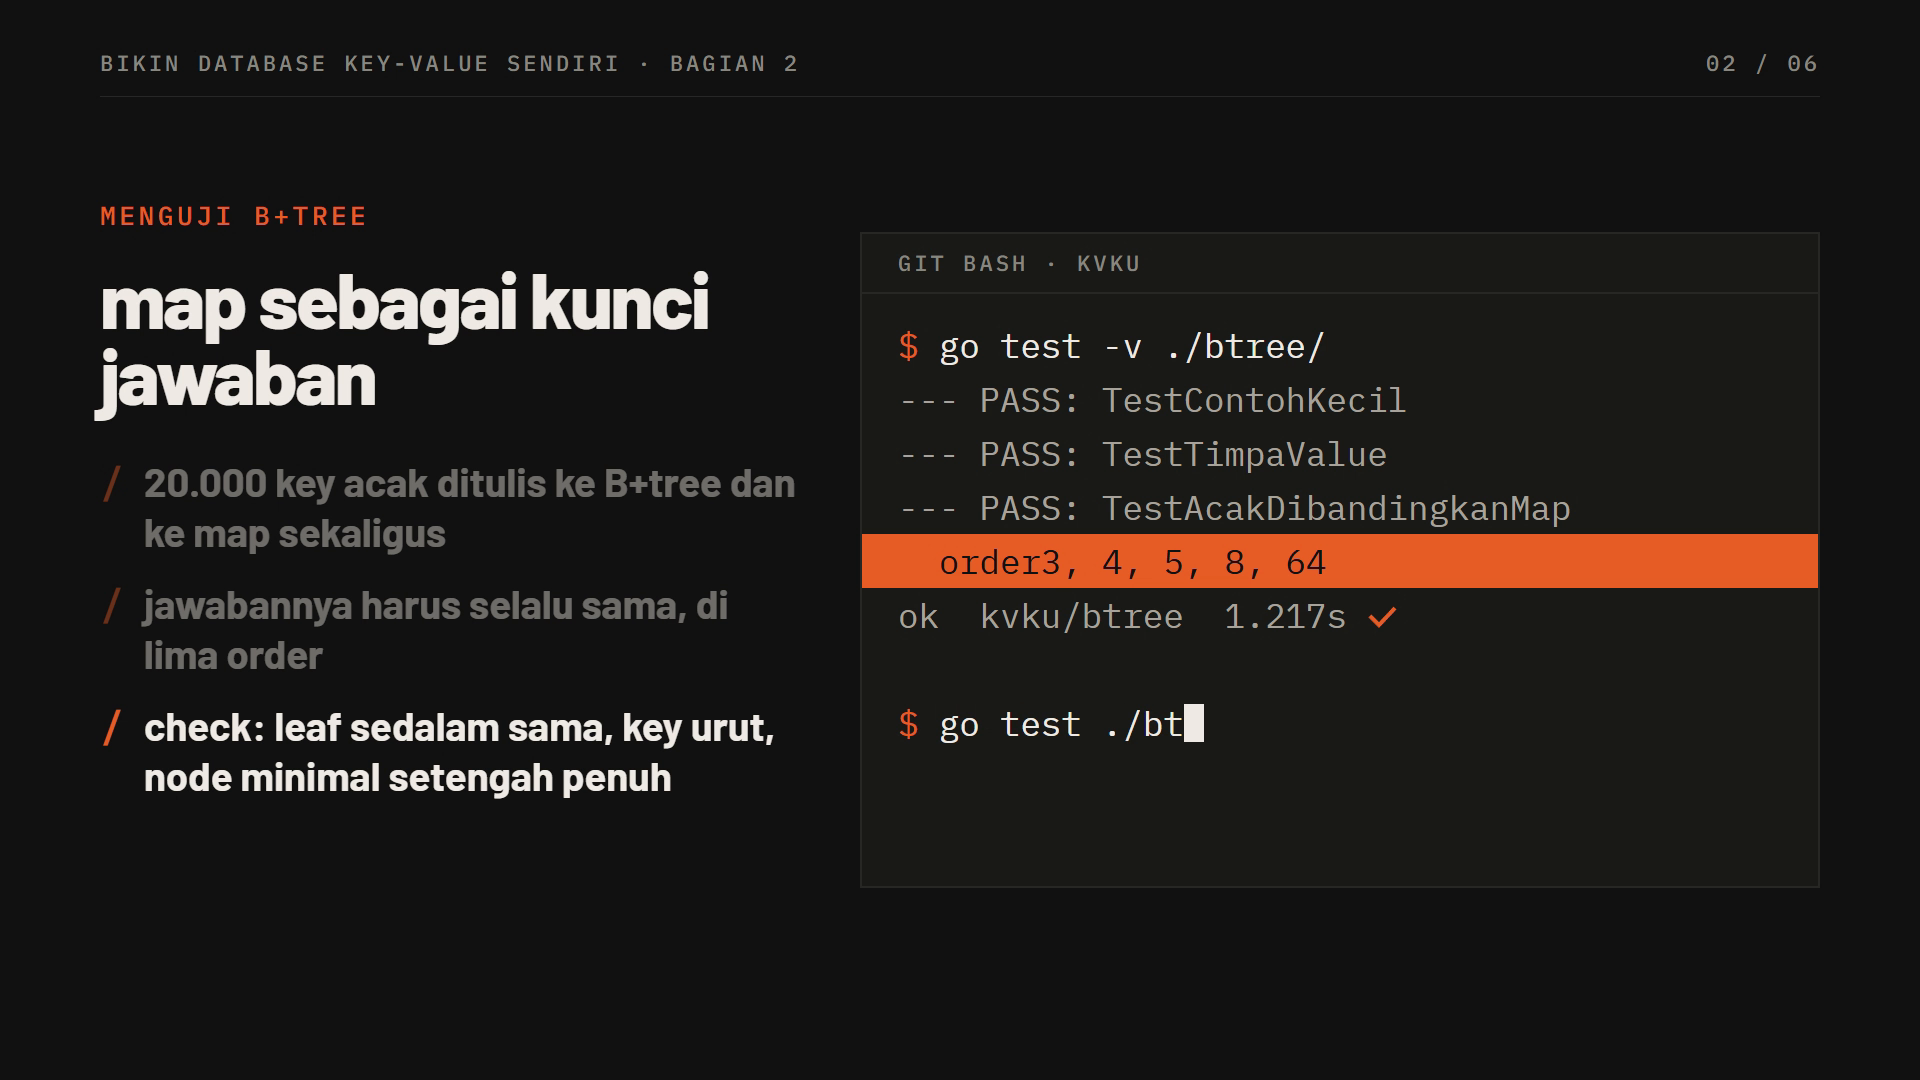 BIKIN DATABASE KEY-VALUE SENDIRI · BAGIAN 2
02 / 06
MENGUJI B+TREE
map sebagai kunci
jawaban
/ 20.000 key acak ditulis ke B+tree dan
ke map sekaligus
/ jawabannya harus selalu sama, di
lima order
/ check: leaf sedalam sama, key urut,
node minimal setengah penuh
GIT BASH · KVKU
$ go test -v ./btree/
--- PASS: TestContohKecil
--- PASS: TestTimpaValue
--- PASS: TestAcakDibandingkanMap
order3, 4, 5, 8, 64
ok  kvku/btree  1.217s ✓
$ go test ./bt